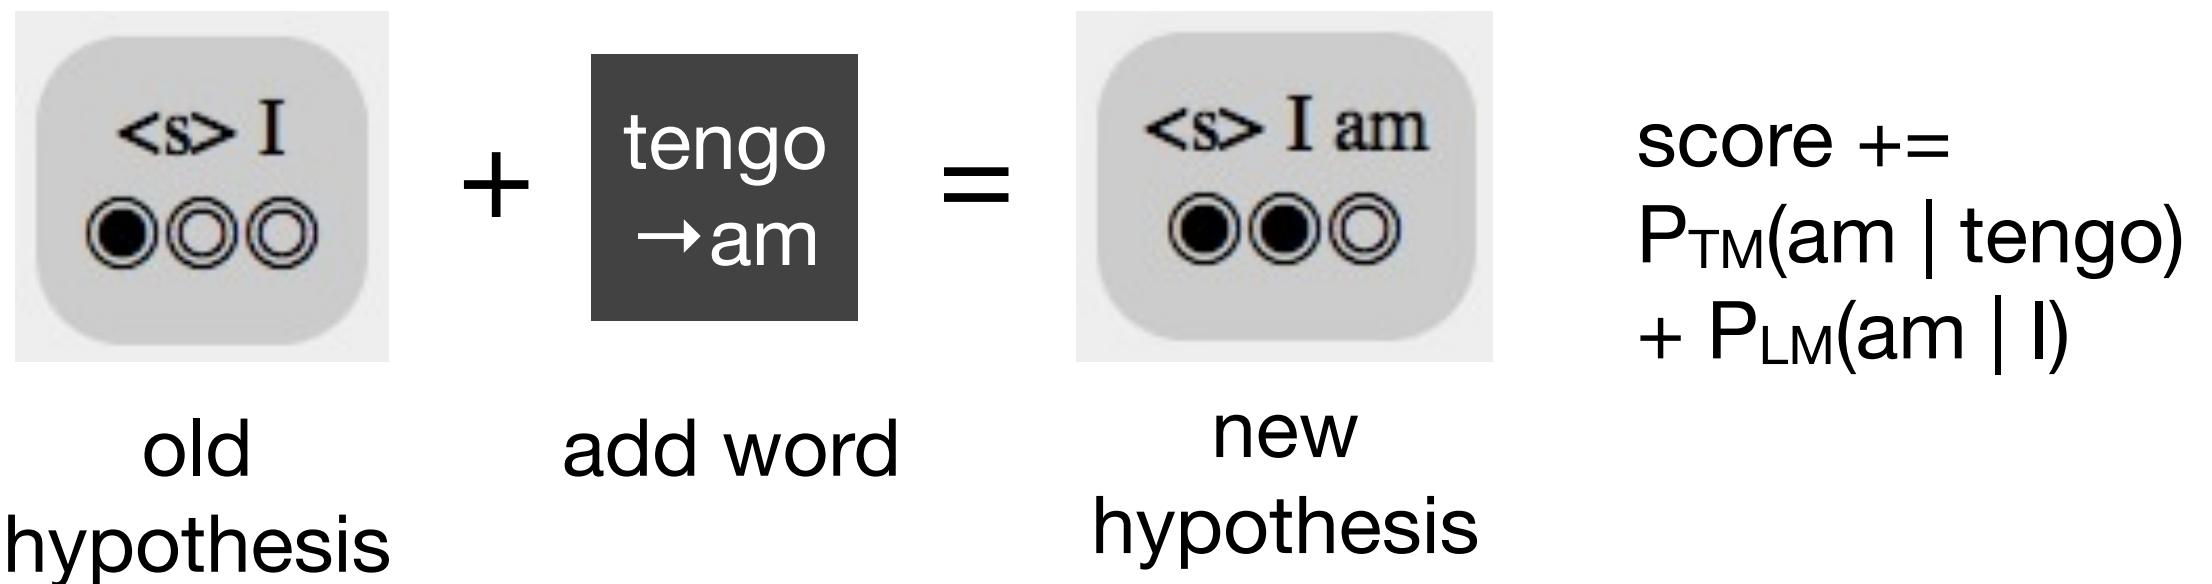 <s> I
+
tengo
→am
=
<s> I am
score +=
PTM(am | tengo)
+ PLM(am | I)
old
hypothesis
add word
new
hypothesis